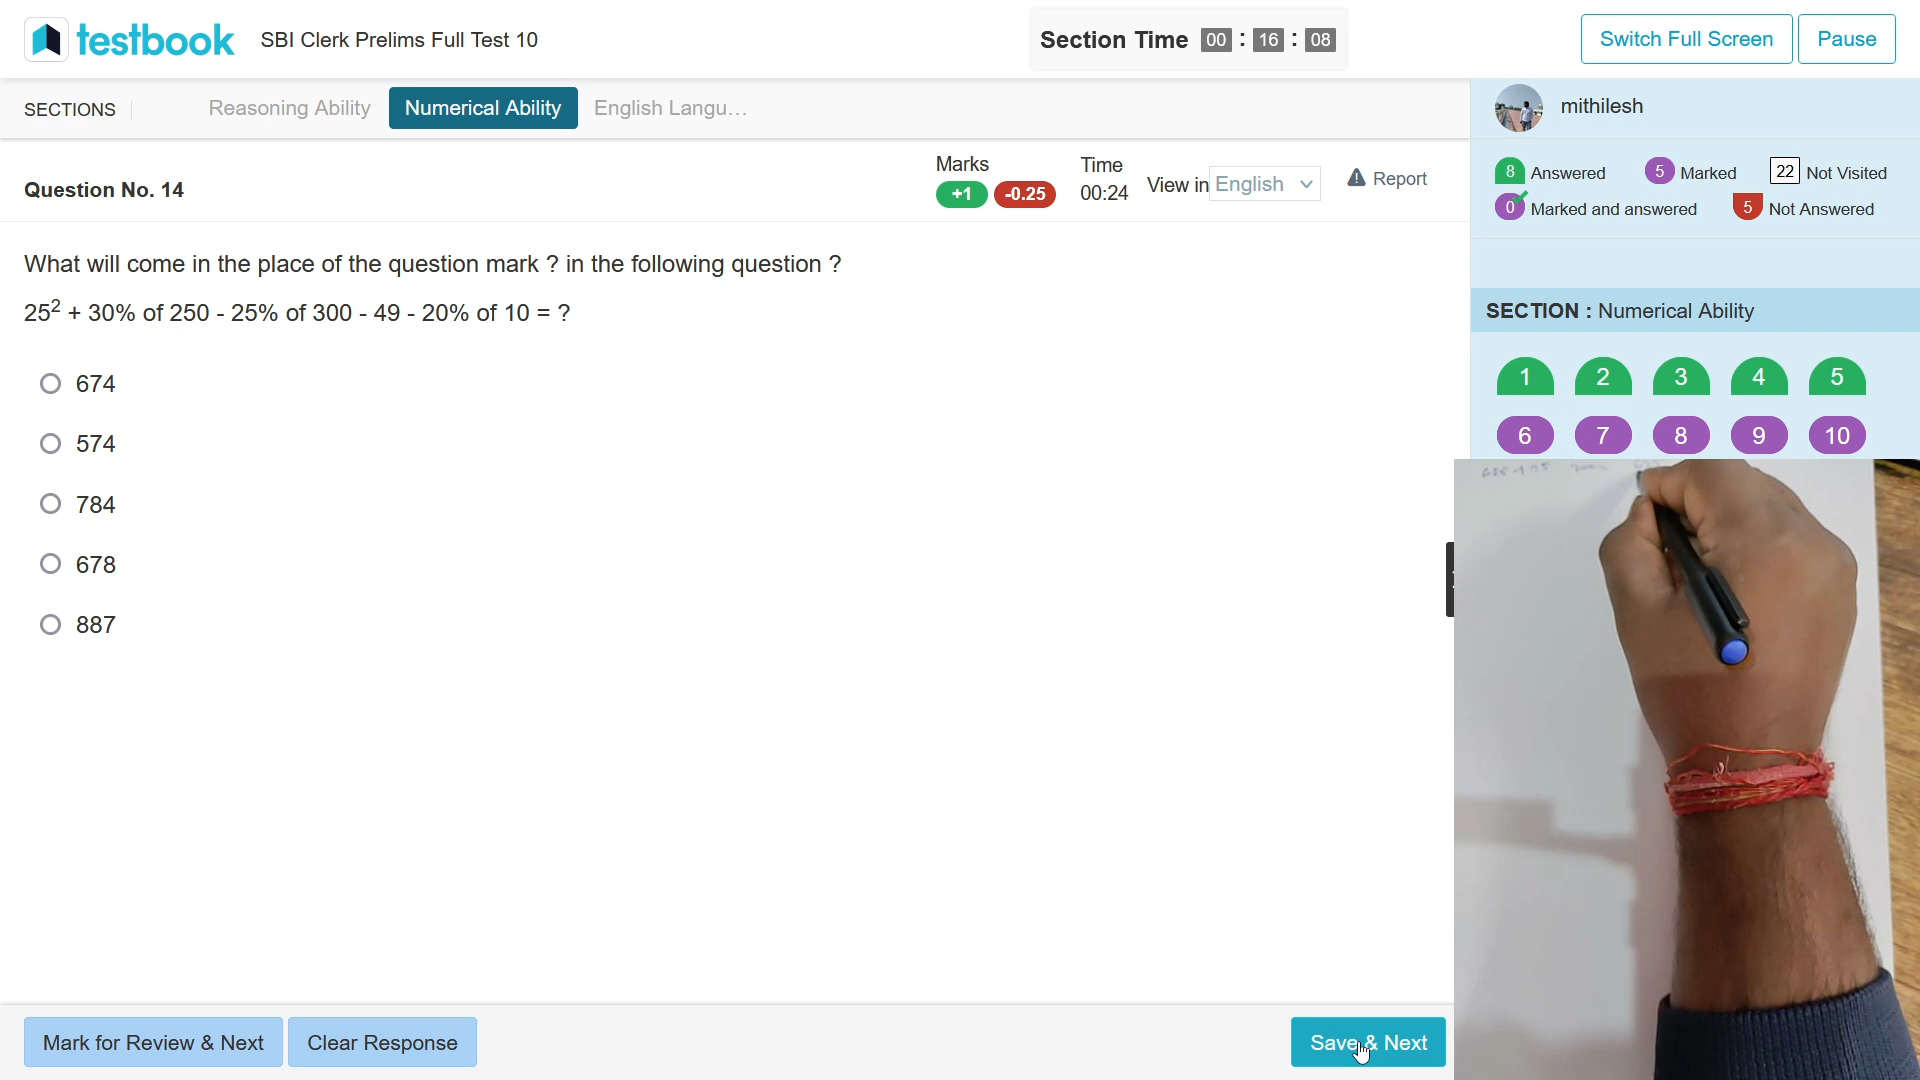 testbook SBI Clerk Prelims Full Test 10 Section Time 00 : 16 : 08 Switch Full Screen Pause
SECTIONS Reasoning Ability Numerical Ability English Langu... mithilesh
Question No. 14 Marks +1 -0.25 Time 00:24 View in English Report
8 Answered 5 Marked 22 Not Visited
0 Marked and answered 5 Not Answered
What will come in the place of the question mark ? in the following question ?
25² + 30% of 250 - 25% of 300 - 49 - 20% of 10 = ?
SECTION : Numerical Ability
674
574
784
678
887
1 2 3 4 5
6 7 8 9 10
625 + 75
Mark for Review & Next Clear Response Save & Next